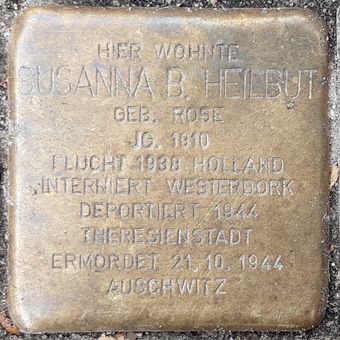 HIER WOHNTE
SUSANNA B. HEILBUT
GEB. ROSE
JG. 1910
FLUCHT 1938 HOLLAND
INTERNIERT WESTERBORK
DEPORTIERT 1944
THERESIENSTADT
ERMORDET 21.10.1944
AUSCHWITZ